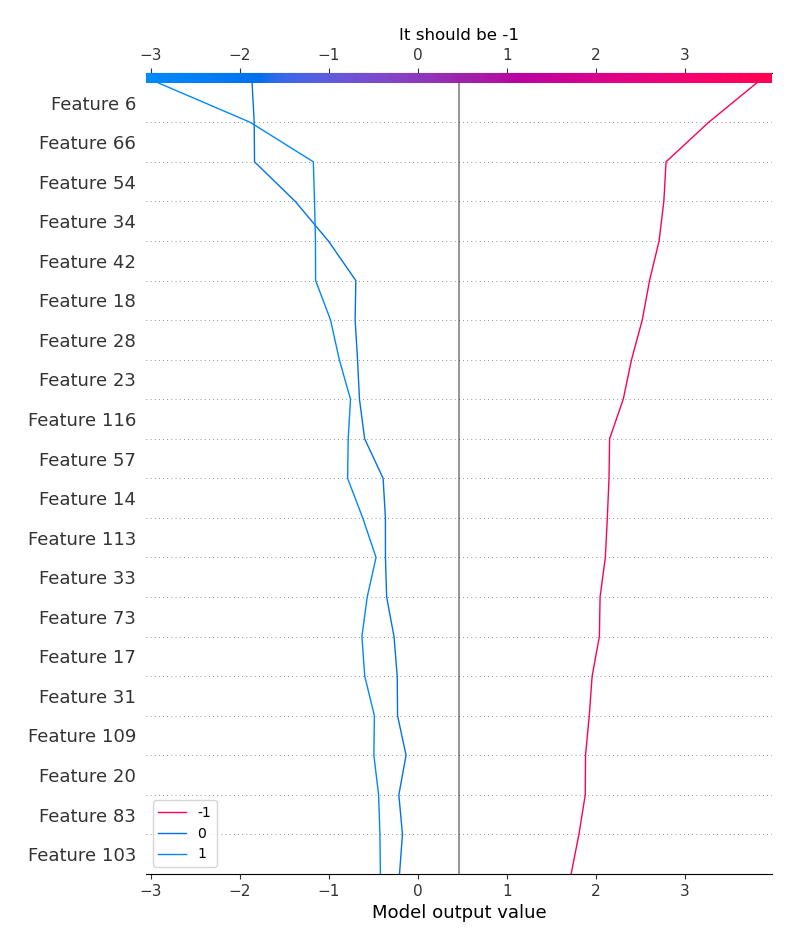 It should be -1
−3 −2 −1 0 1 2 3
Feature 6
Feature 66
Feature 54
Feature 34
Feature 42
Feature 18
Feature 28
Feature 23
Feature 116
Feature 57
Feature 14
Feature 113
Feature 33
Feature 73
Feature 17
Feature 31
Feature 109
Feature 20
Feature 83
Feature 103
-1
0
1
−3 −2 −1 0 1 2 3
Model output value